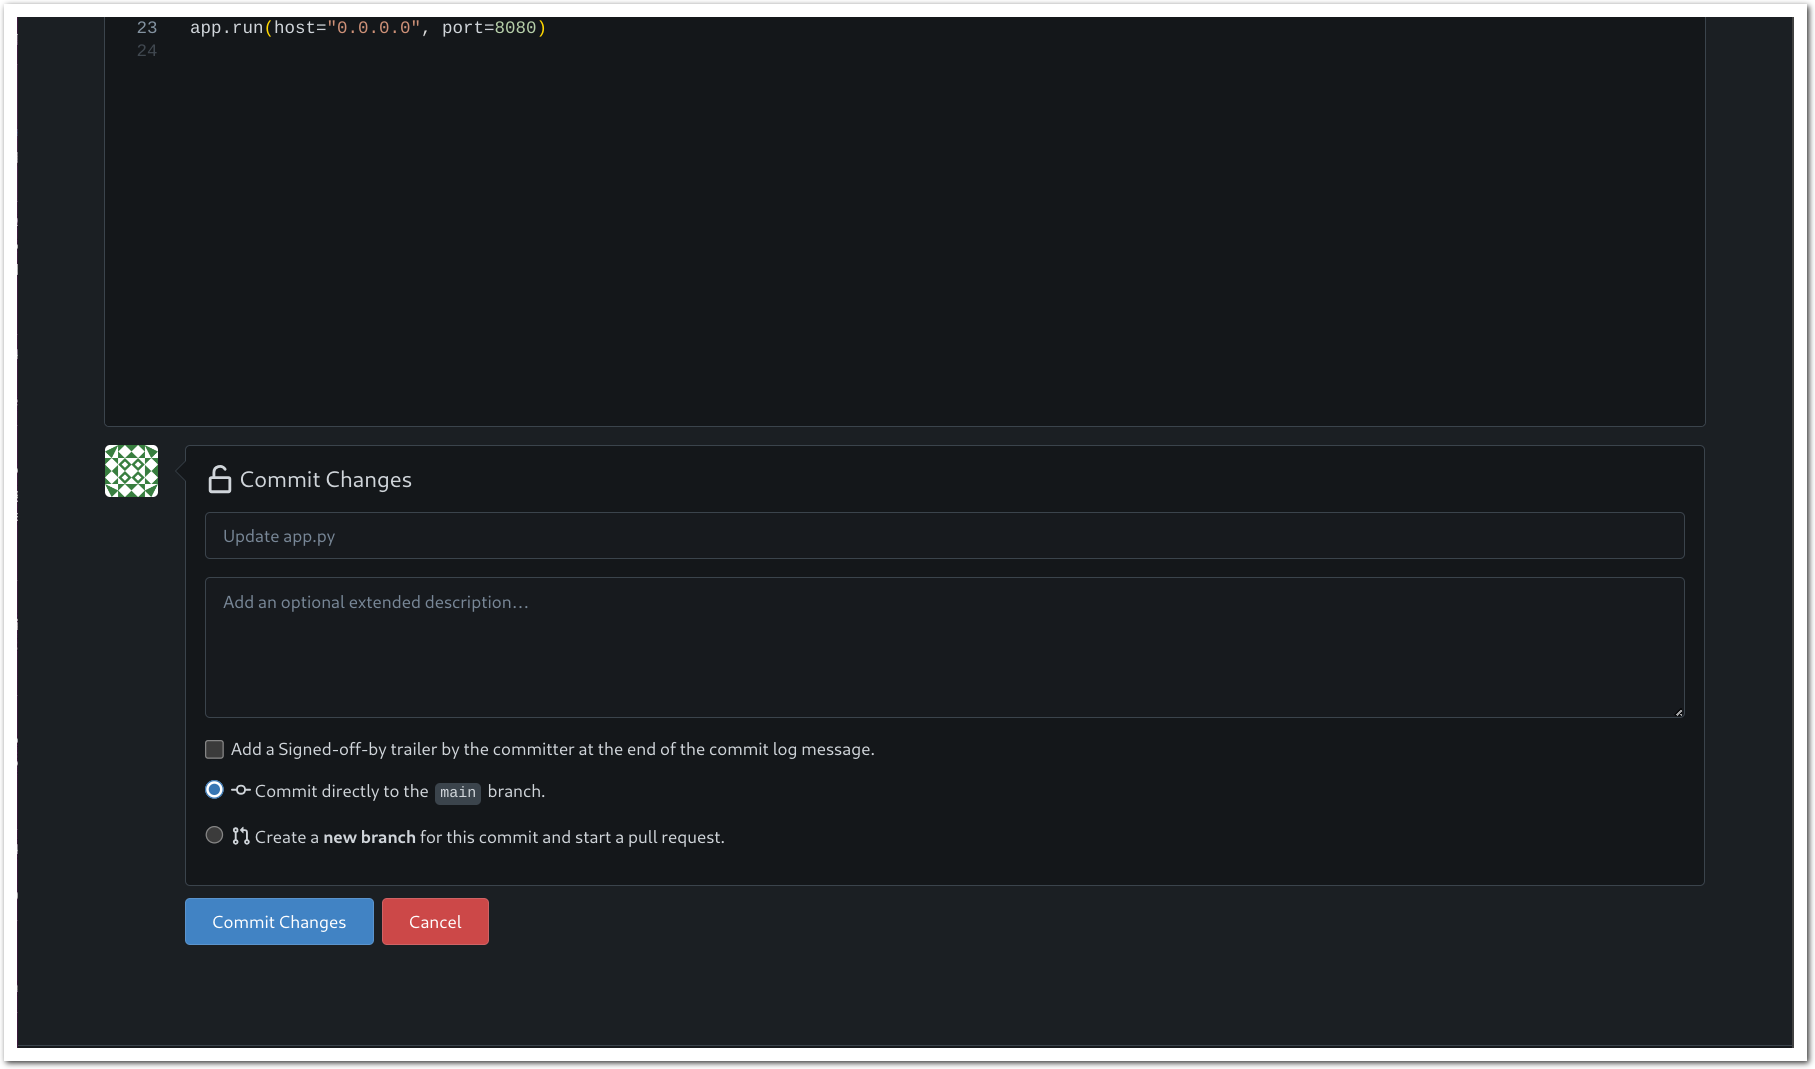 23 app.run(host="0.0.0.0", port=8080)
24
Commit Changes
Update app.py
Add an optional extended description...
Add a Signed-off-by trailer by the committer at the end of the commit log message.
Commit directly to the main branch.
Create a new branch for this commit and start a pull request.
Commit Changes Cancel